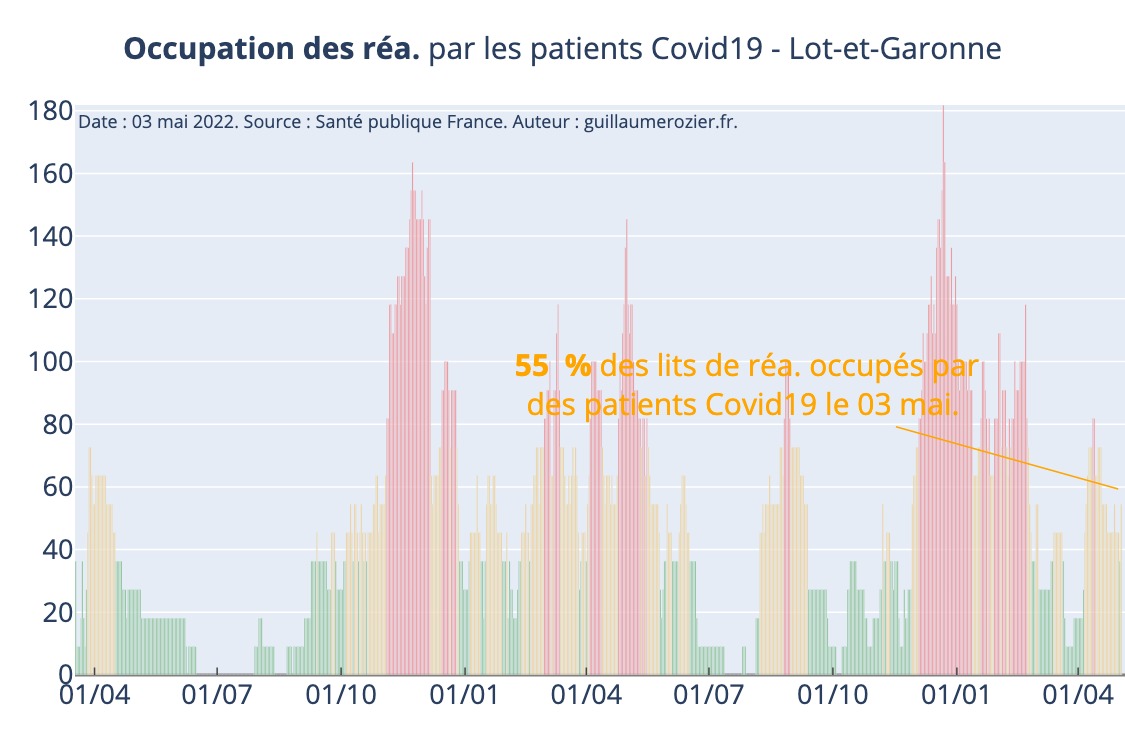 Occupation des réa. par les patients Covid19 - Lot-et-Garonne
180
Date : 03 mai 2022. Source : Santé publique France. Auteur : guillaumerozier.fr.
160
140
120
100
55 % des lits de réa. occupés par
des patients Covid19 le 03 mai.
80
60
40
20
0
01/04 01/07 01/10 01/01 01/04 01/07 01/10 01/01 01/04